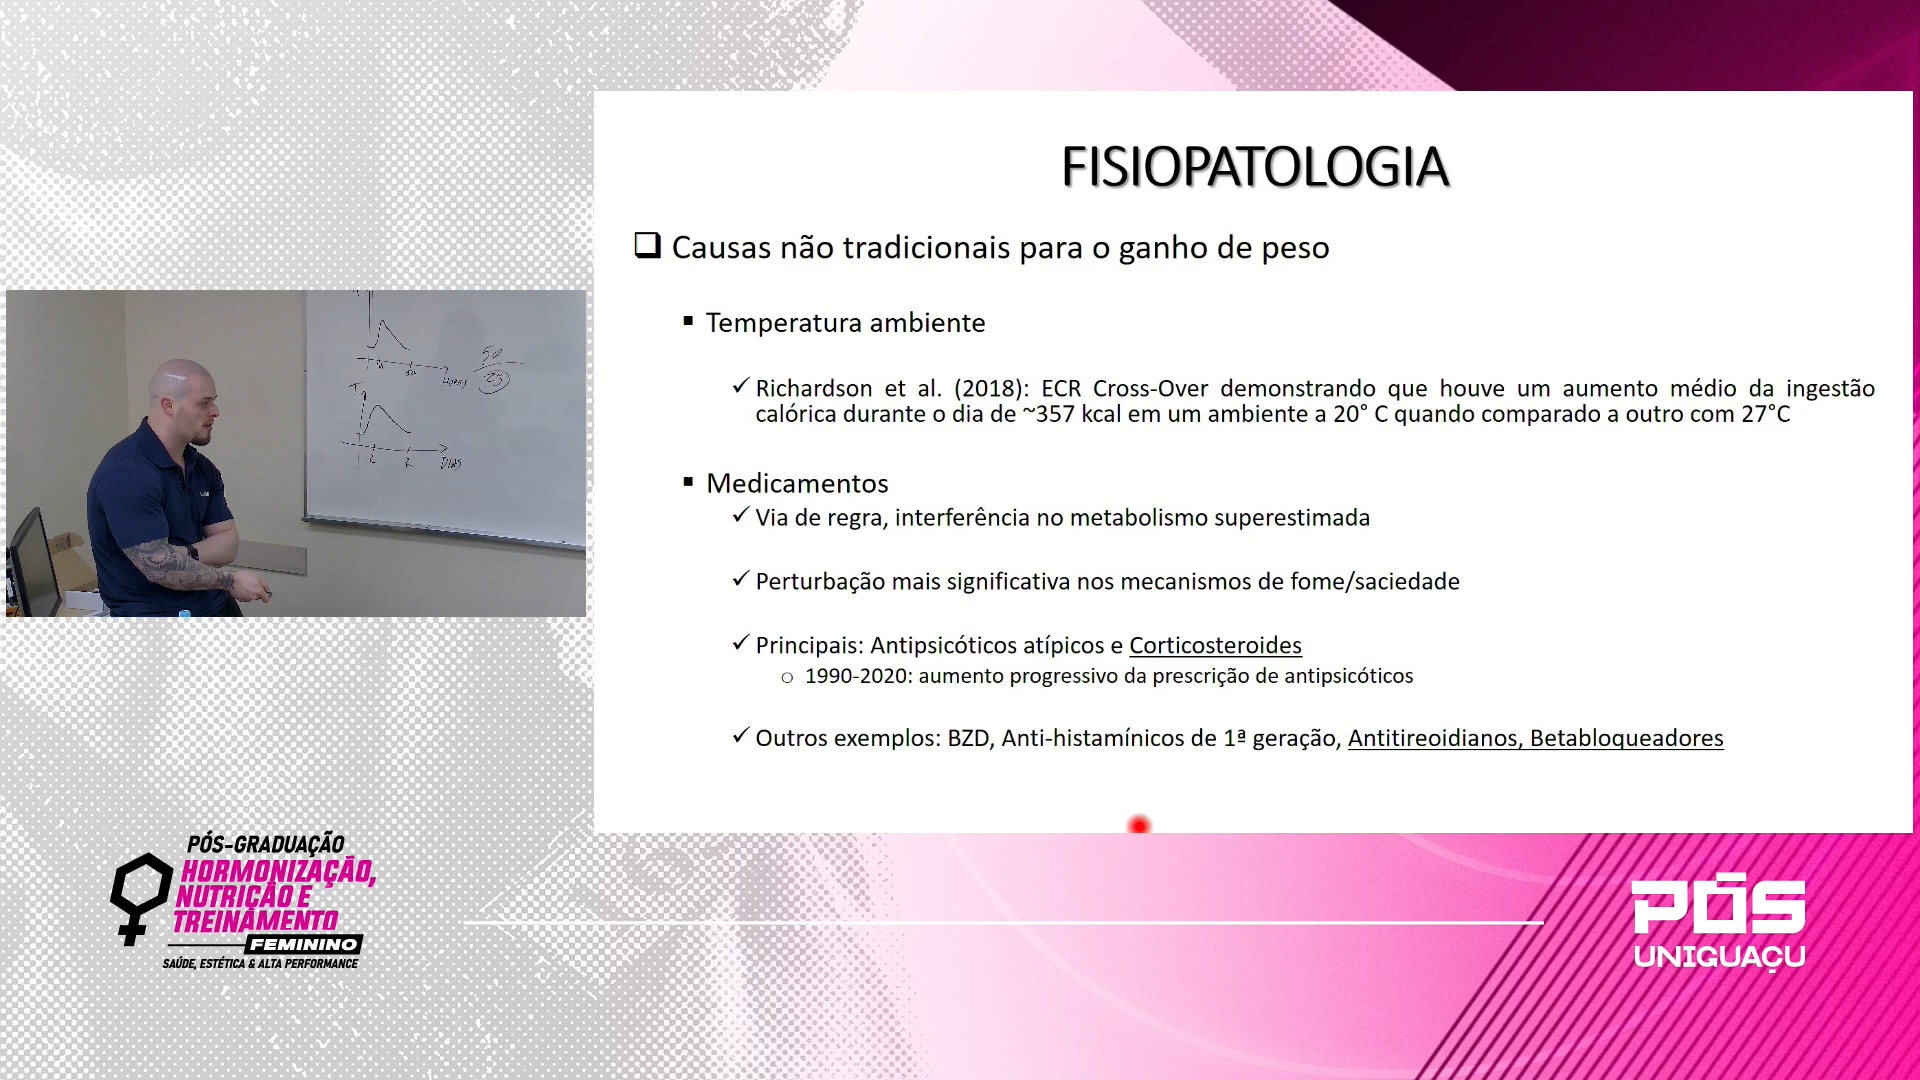 FISIOPATOLOGIA
❑ Causas não tradicionais para o ganho de peso
▪ Temperatura ambiente
✓ Richardson et al. (2018): ECR Cross-Over demonstrando que houve um aumento médio da ingestão
calórica durante o dia de ~357 kcal em um ambiente a 20° C quando comparado a outro com 27°C
▪ Medicamentos
✓ Via de regra, interferência no metabolismo superestimada
✓ Perturbação mais significativa nos mecanismos de fome/saciedade
✓ Principais: Antipsicóticos atípicos e Corticosteroides
o 1990-2020: aumento progressivo da prescrição de antipsicóticos
✓ Outros exemplos: BZD, Anti-histamínicos de 1ª geração, Antitireoidianos, Betabloqueadores
50
25
HORAS
T
DIAS
PÓS-GRADUAÇÃO
HORMONIZAÇÃO,
NUTRIÇÃO E
TREINAMENTO
FEMININO
SAÚDE, ESTÉTICA & ALTA PERFORMANCE
PÓS
UNIGUAÇU